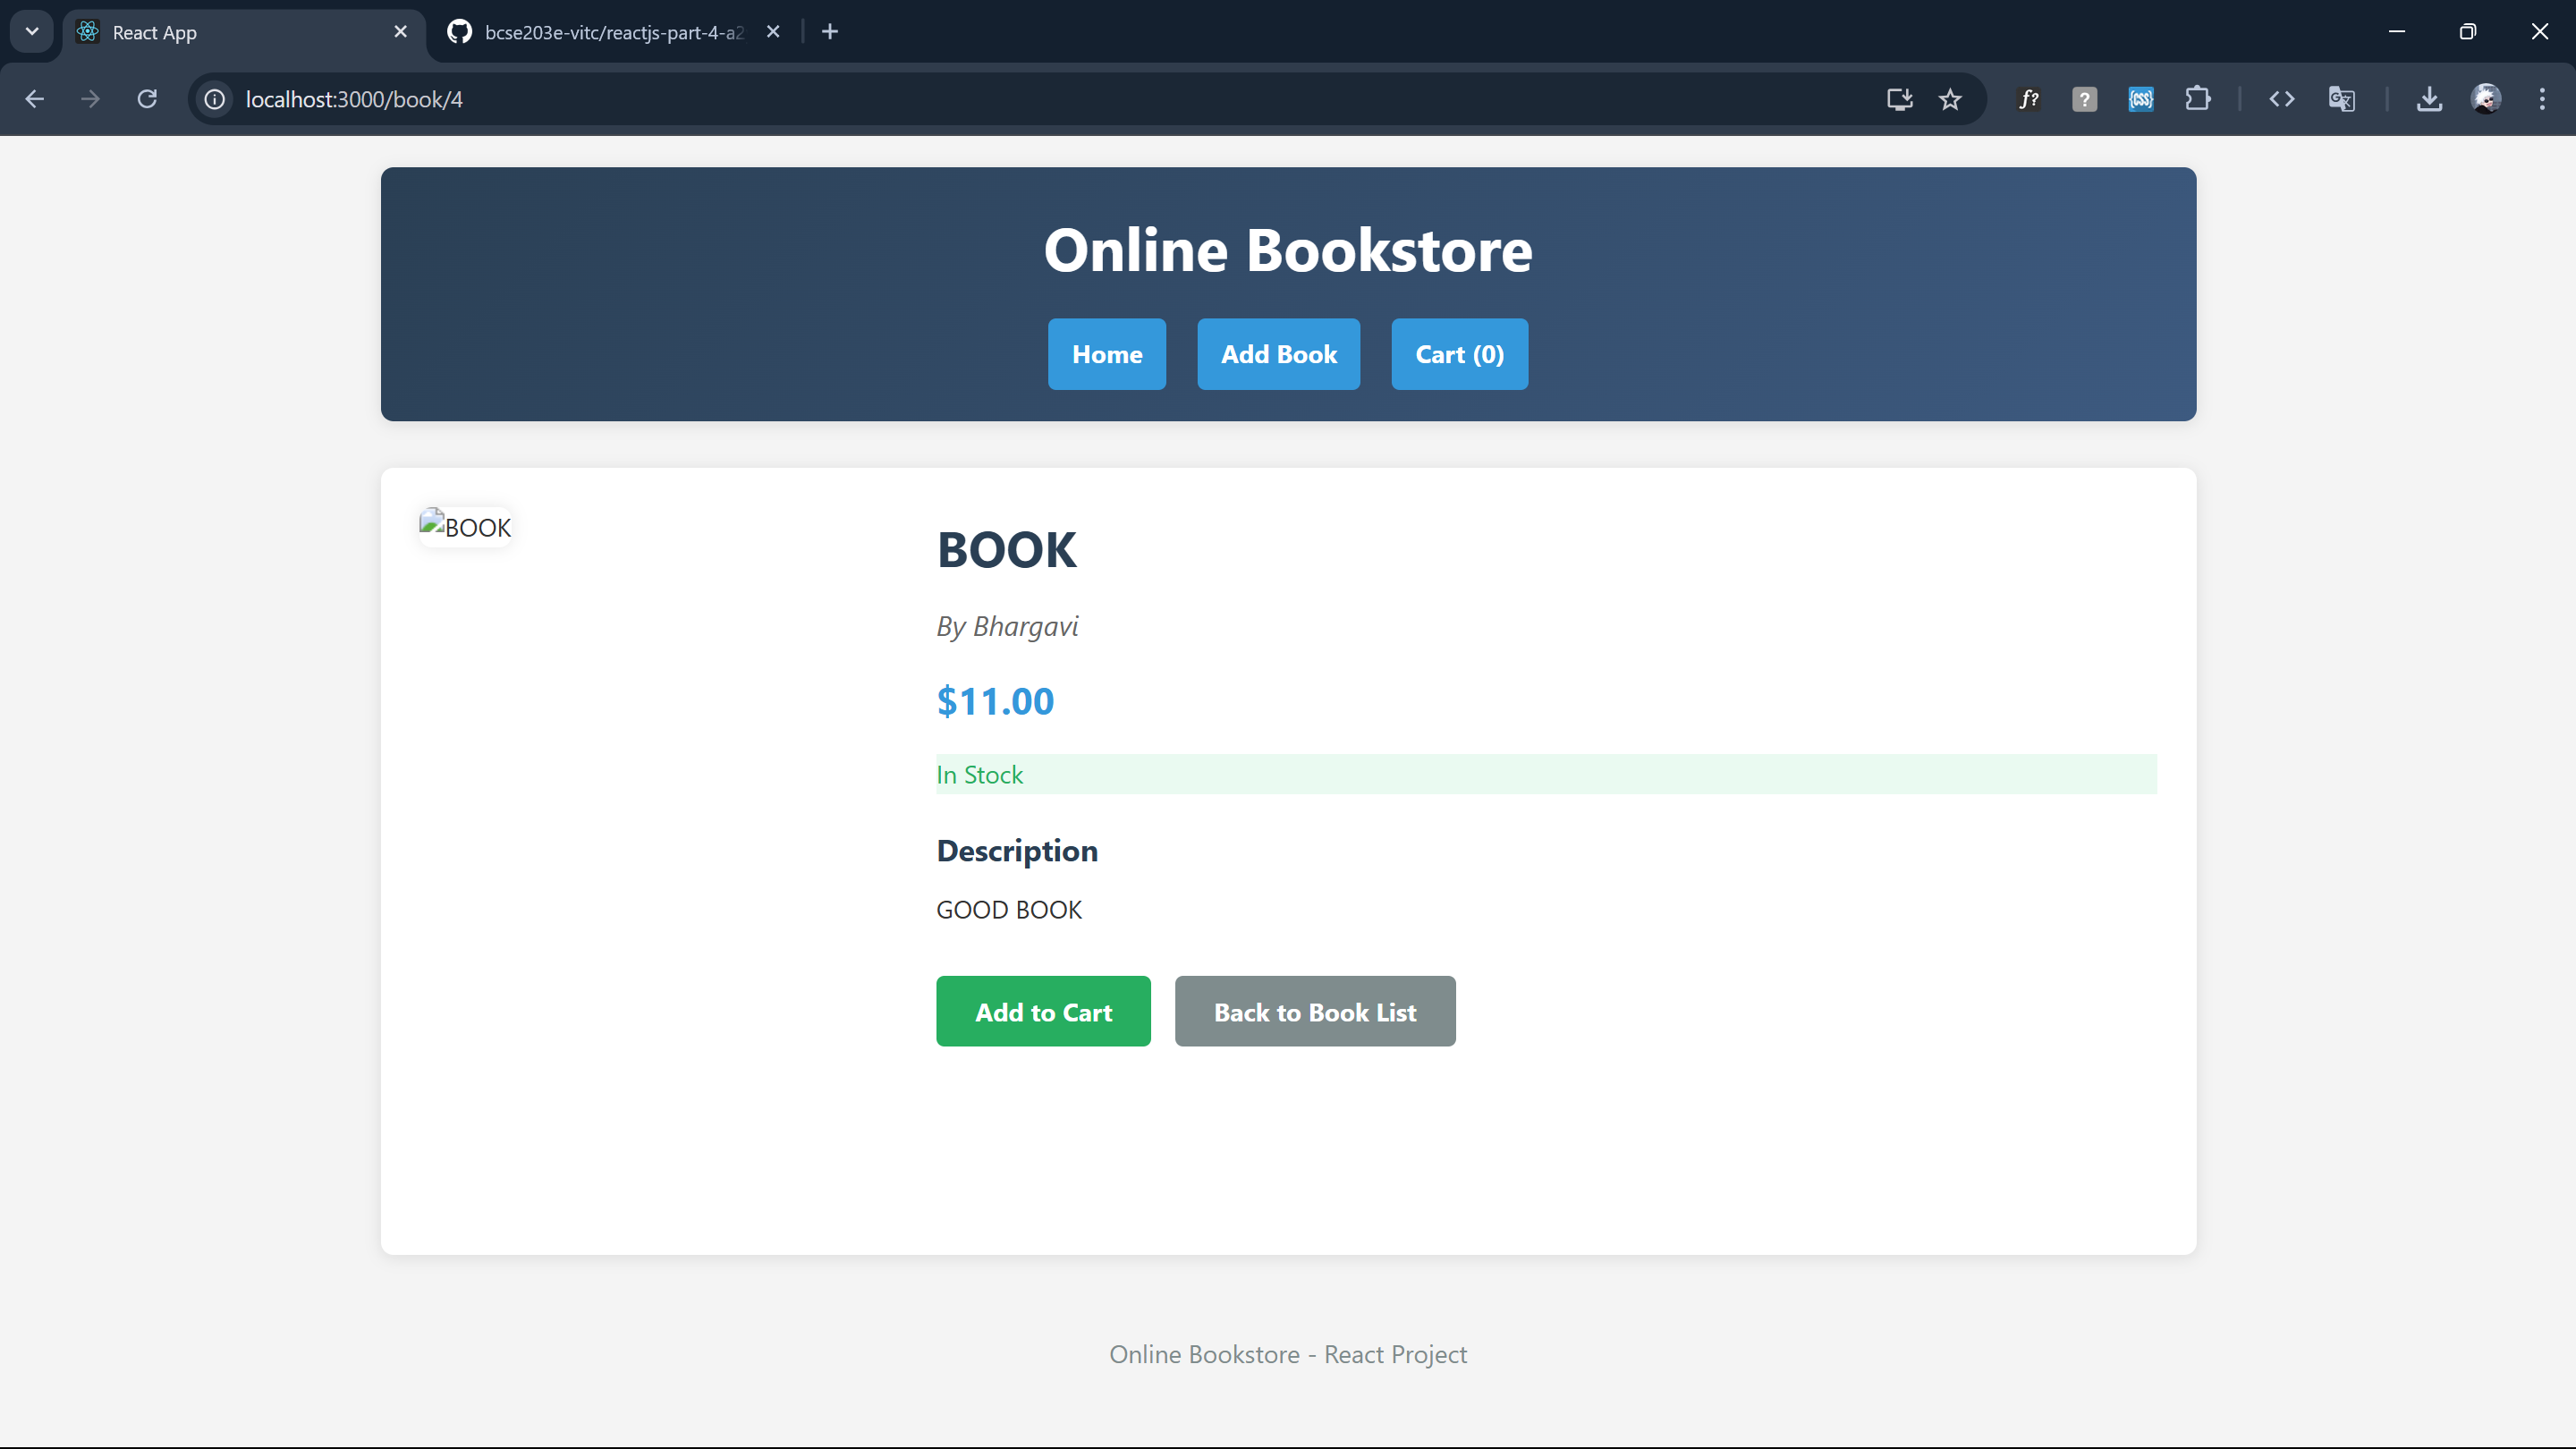 React App
bcse203e-vitc/reactjs-part-4-a2
localhost:3000/book/4
Online Bookstore
Home
Add Book
Cart (0)
BOOK
BOOK
By Bhargavi
$11.00
In Stock
Description
GOOD BOOK
Add to Cart
Back to Book List
Online Bookstore - React Project